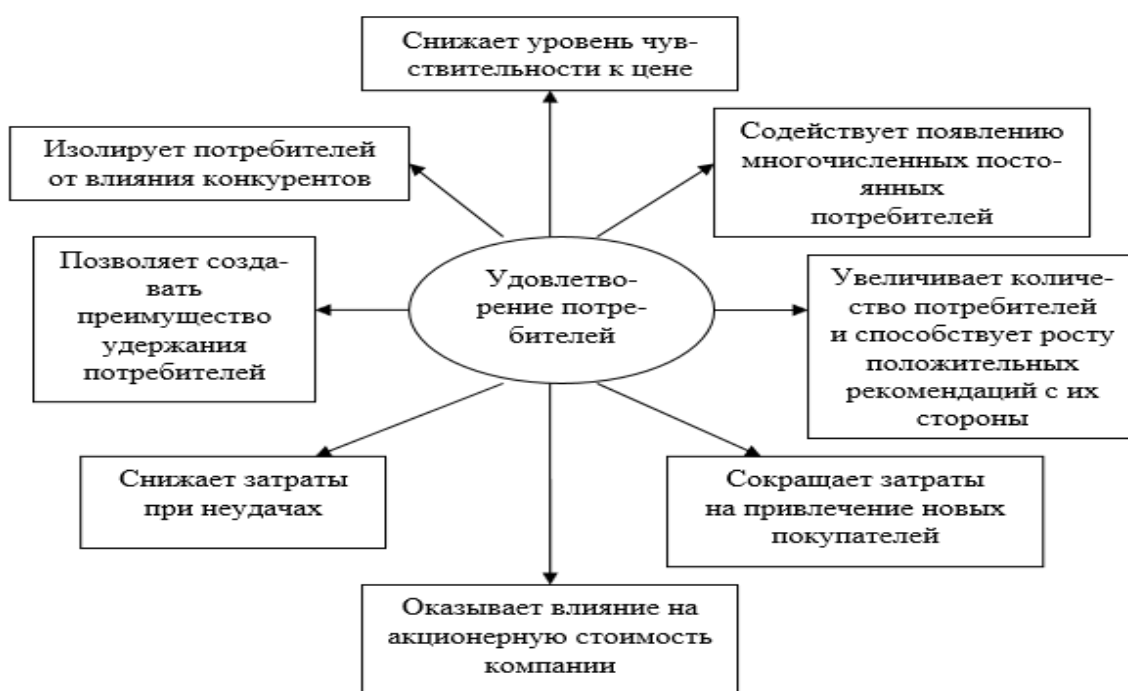 Снижает уровень чув-
ствительности к цене
Изолирует потребителей
от влияния конкурентов
Содействует появлению
многочисленных посто-
янных
потребителей
Позволяет созда-
вать
преимущество
удержания
потребителей
Удовлетво-
рение потре-
бителей
Увеличивает количе-
ство потребителей
и способствует росту
положительных
рекомендаций с их
стороны
Снижает затраты
при неудачах
Сокращает затраты
на привлечение новых
покупателей
Оказывает влияние на
акционерную стоимость
компании